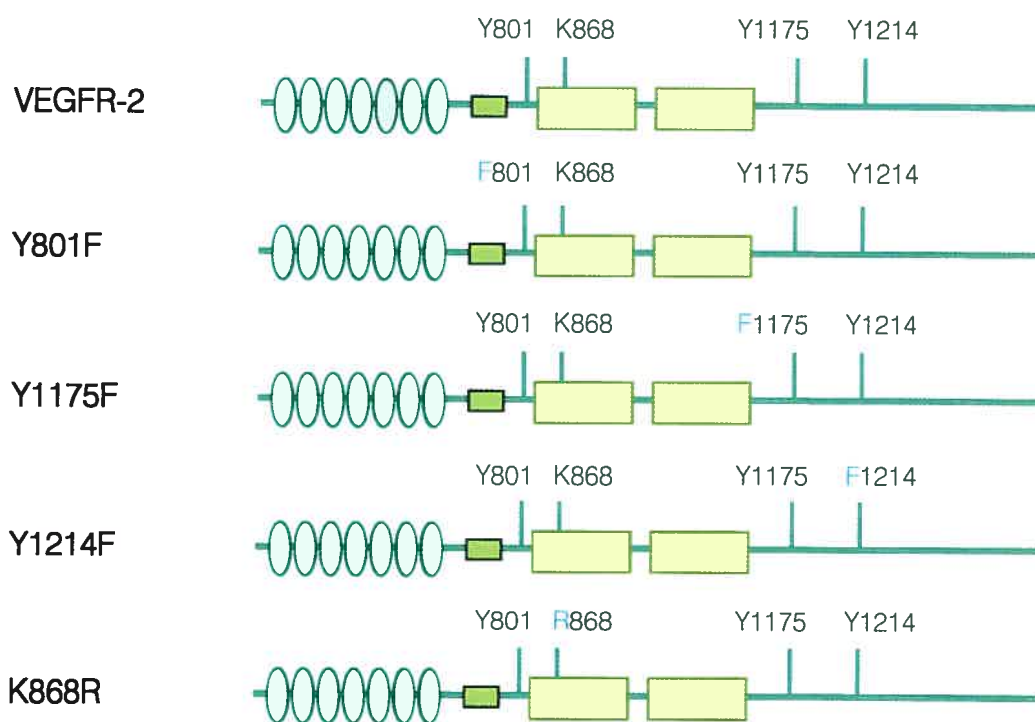 Y801 K868 Y1175 Y1214
VEGFR-2
F801 K868 Y1175 Y1214
Y801F
Y801 K868 F1175 Y1214
Y1175F
Y801 K868 Y1175 F1214
Y1214F
Y801 R868 Y1175 Y1214
K868R